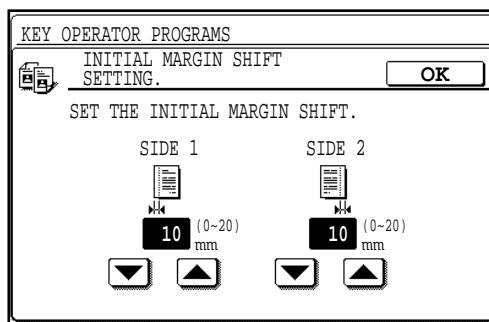 KEY OPERATOR PROGRAMS
INITIAL MARGIN SHIFT
SETTING.
OK
SET THE INITIAL MARGIN SHIFT.
SIDE 1
SIDE 2
10 (0~20)
mm
10 (0~20)
mm